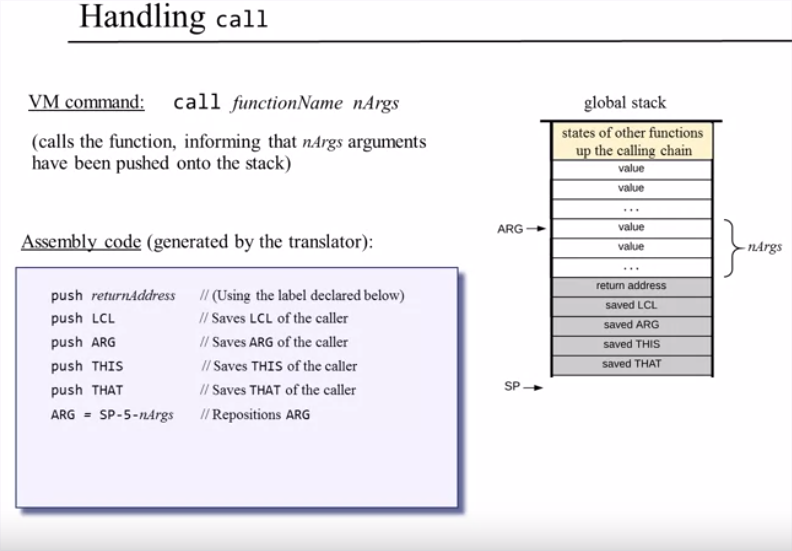 Handling call
VM command: call functionName nArgs
(calls the function, informing that nArgs arguments
have been pushed onto the stack)
Assembly code (generated by the translator):
push returnAddress // (Using the label declared below)
push LCL // Saves LCL of the caller
push ARG // Saves ARG of the caller
push THIS // Saves THIS of the caller
push THAT // Saves THAT of the caller
ARG = SP-5-nArgs // Repositions ARG
global stack
states of other functions
up the calling chain
value
value
...
ARG value
value
nArgs
...
return address
saved LCL
saved ARG
saved THIS
saved THAT
SP